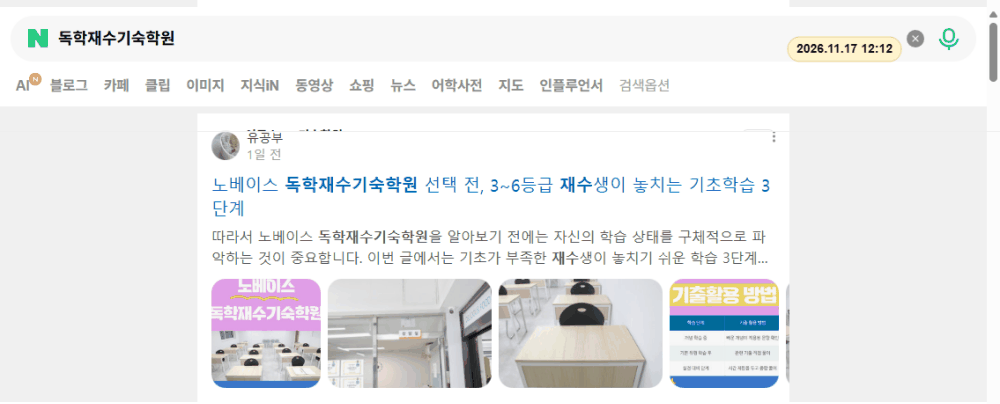 독학재수기숙학원
2026.11.17 12:12
AI N 블로그 카페 클립 이미지 지식iN 동영상 쇼핑 뉴스 어학사전 지도 인플루언서 검색옵션
유공부
1일 전
노베이스 독학재수기숙학원 선택 전, 3~6등급 재수생이 놓치는 기초학습 3
단계
따라서 노베이스 독학재수기숙학원을 알아보기 전에는 자신의 학습 상태를 구체적으로 파
악하는 것이 중요합니다. 이번 글에서는 기초가 부족한 재수생이 놓치기 쉬운 학습 3단계...
노베이스
독학재수기숙학원
기출활용 방법